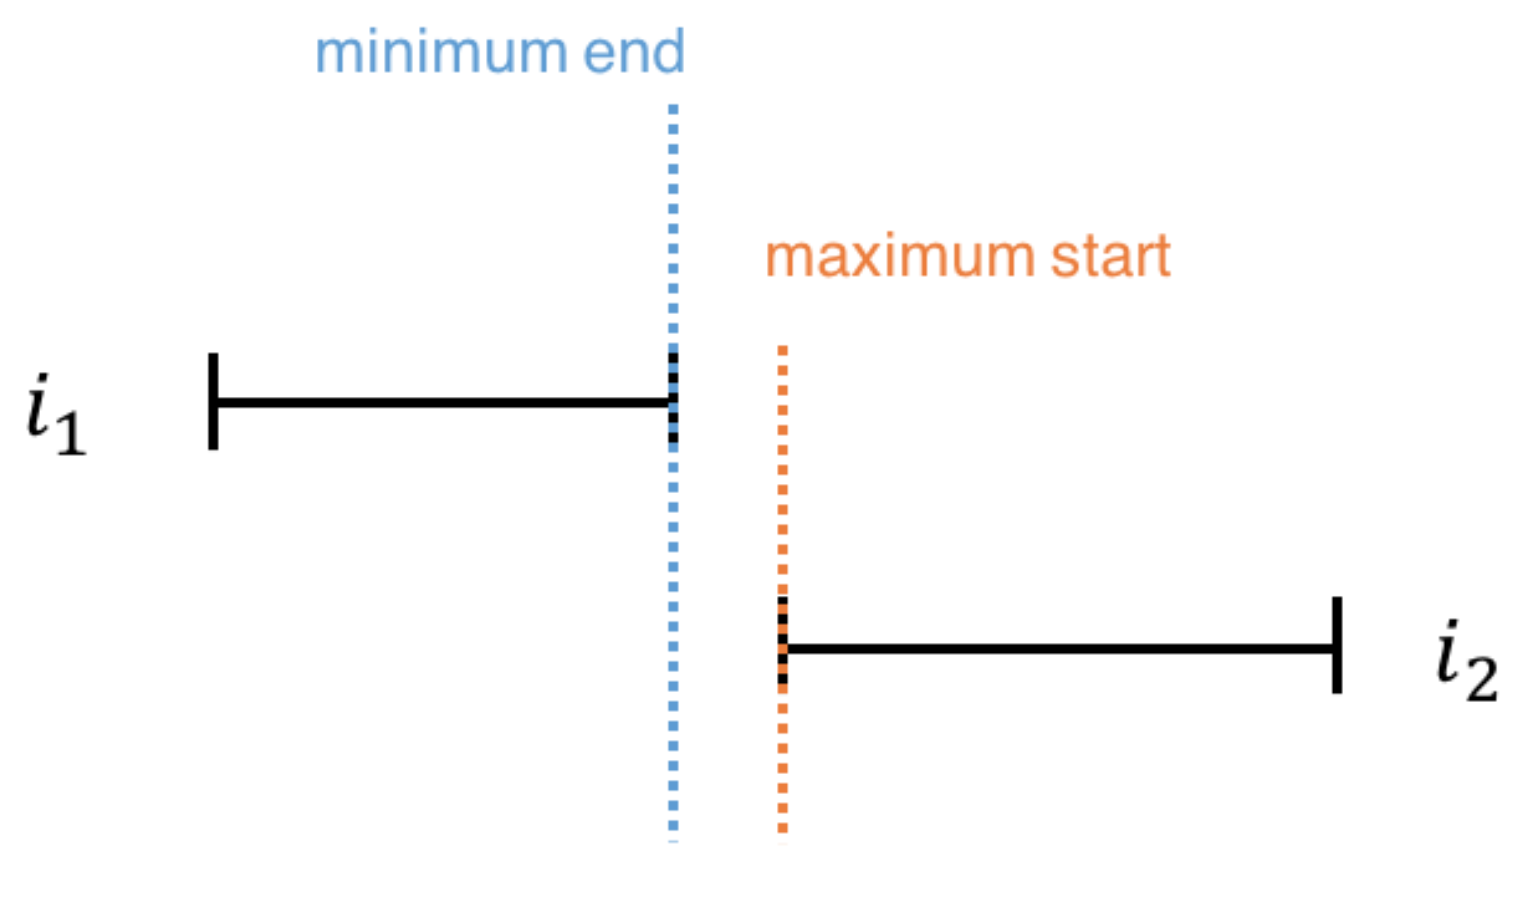 minimum end
maximum start
i₁
i₂